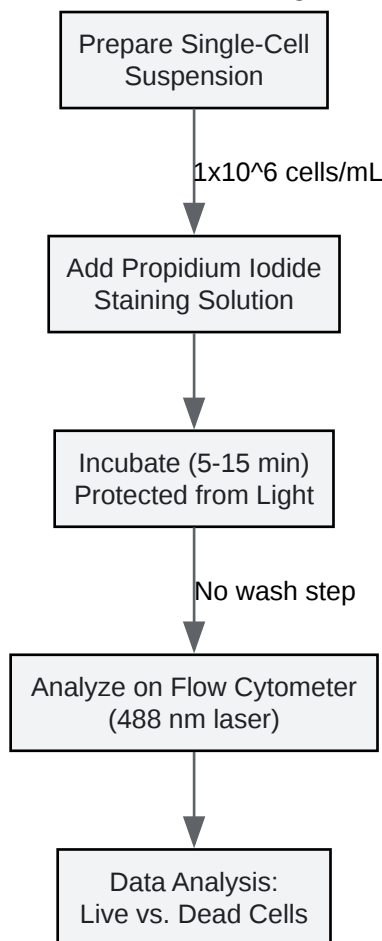 Prepare Single-Cell
Suspension
1x10^6 cells/mL
Add Propidium Iodide
Staining Solution
Incubate (5-15 min)
Protected from Light
No wash step
Analyze on Flow Cytometer
(488 nm laser)
Data Analysis:
Live vs. Dead Cells